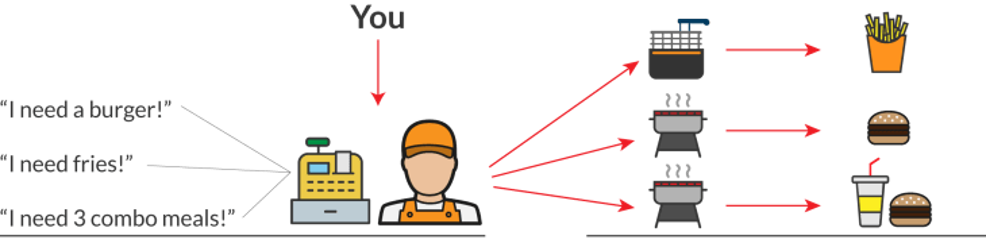 You
“I need a burger!”
“I need fries!”
“I need 3 combo meals!”